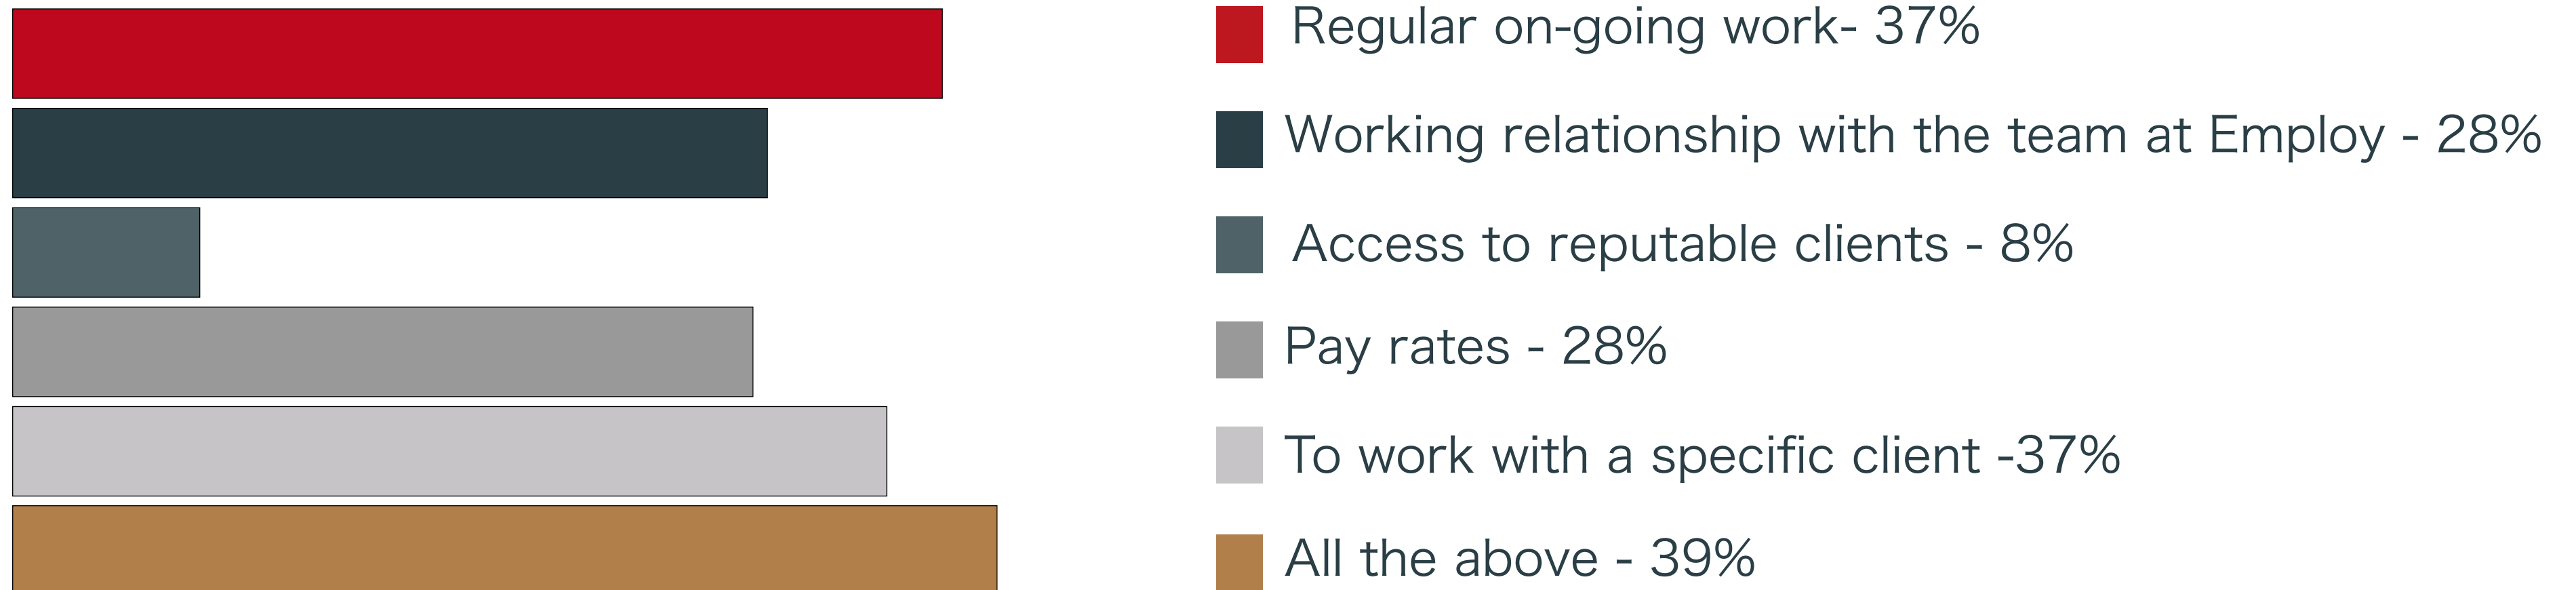 Regular on-going work- 37%
Working relationship with the team at Employ - 28%
Access to reputable clients - 8%
Pay rates - 28%
To work with a specific client -37%
All the above - 39%